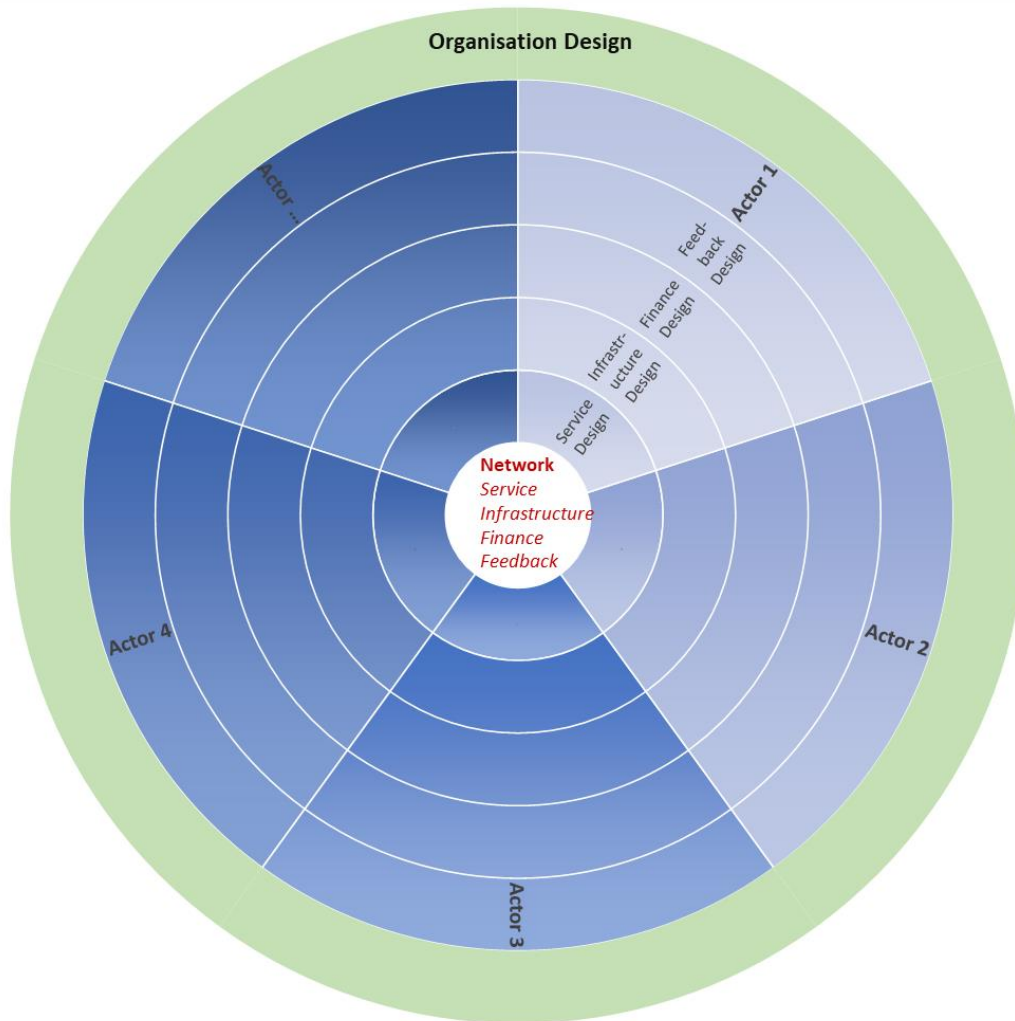 Organisation Design
Actor ...
Actor 1
Feed-
back
Design
Finance
Design
Infrastr-
ucture
Design
Service
Design
Network
Service
Infrastructure
Finance
Feedback
Actor 4
Actor 2
Actor 3